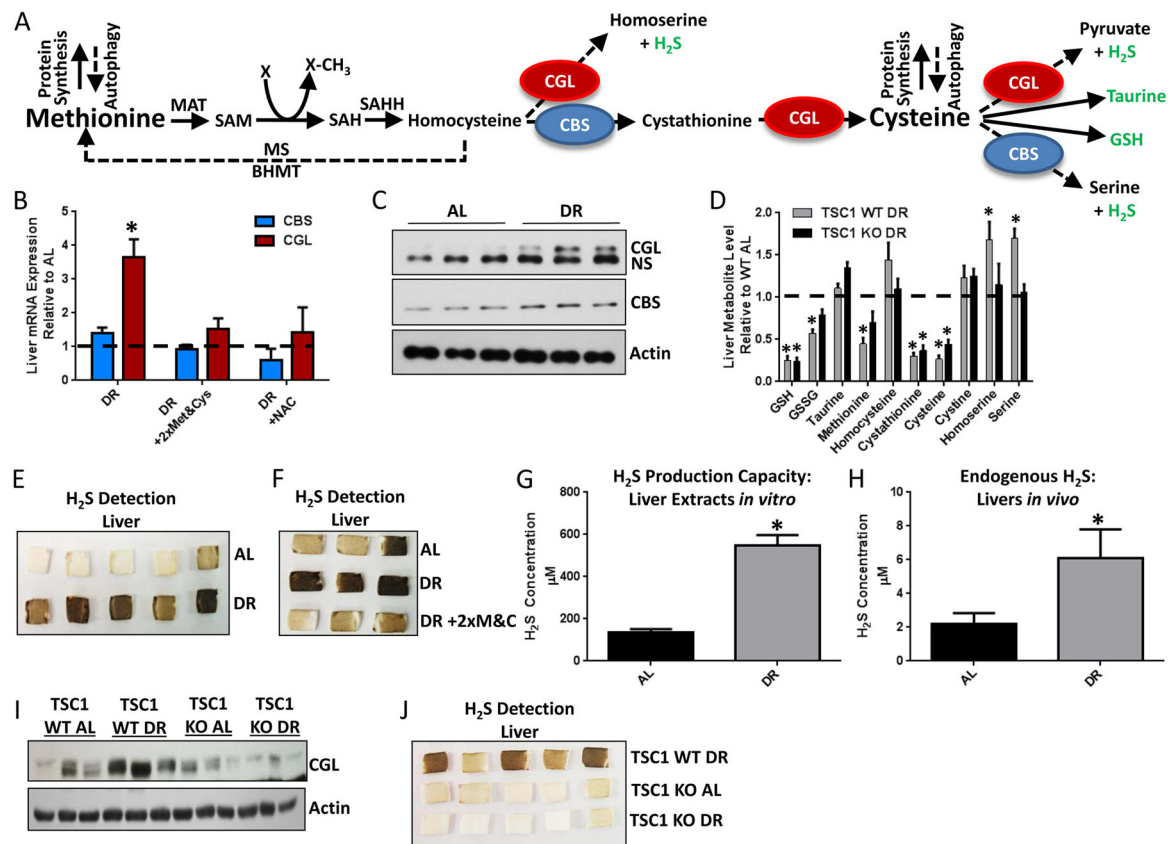 A
Protein
Synthesis
Autophagy
Methionine
MAT
SAM
X
X-CH3
SAH
SAHH
Homocysteine
MS
BHMT
Homoserine
+ H2S
CGL
CBS
Cystathionine
CGL
Protein
Synthesis
Autophagy
Cysteine
CGL
CBS
Pyruvate
+ H2S
Taurine
GSH
Serine
+ H2S
B
Liver mRNA Expression
Relative to AL
5
4
3
2
1
0
*
CBS
CGL
DR
DR
+2xMet&Cys
DR
+NAC
C
AL
DR
CGL
NS
CBS
Actin
D
Liver Metabolite Level
Relative to WT AL
2.0
1.5
1.0
0.5
0.0
TSC1 WT DR
TSC1 KO DR
* * * * * * * * * *
GSH
GSSG
Taurine
Methionine
Homocysteine
Cystathionine
Cysteine
Cystine
Homoserine
Serine
E
H2S Detection
Liver
AL
DR
F
H2S Detection
Liver
AL
DR
DR +2xM&C
G
H2S Production Capacity:
Liver Extracts in vitro
H2S Concentration
μM
800
600
400
200
0
*
AL
DR
H
Endogenous H2S:
Livers in vivo
H2S Concentration
μM
8
6
4
2
0
*
AL
DR
I
TSC1
WT AL
TSC1
WT DR
TSC1
KO AL
TSC1
KO DR
CGL
Actin
J
H2S Detection
Liver
TSC1 WT DR
TSC1 KO AL
TSC1 KO DR